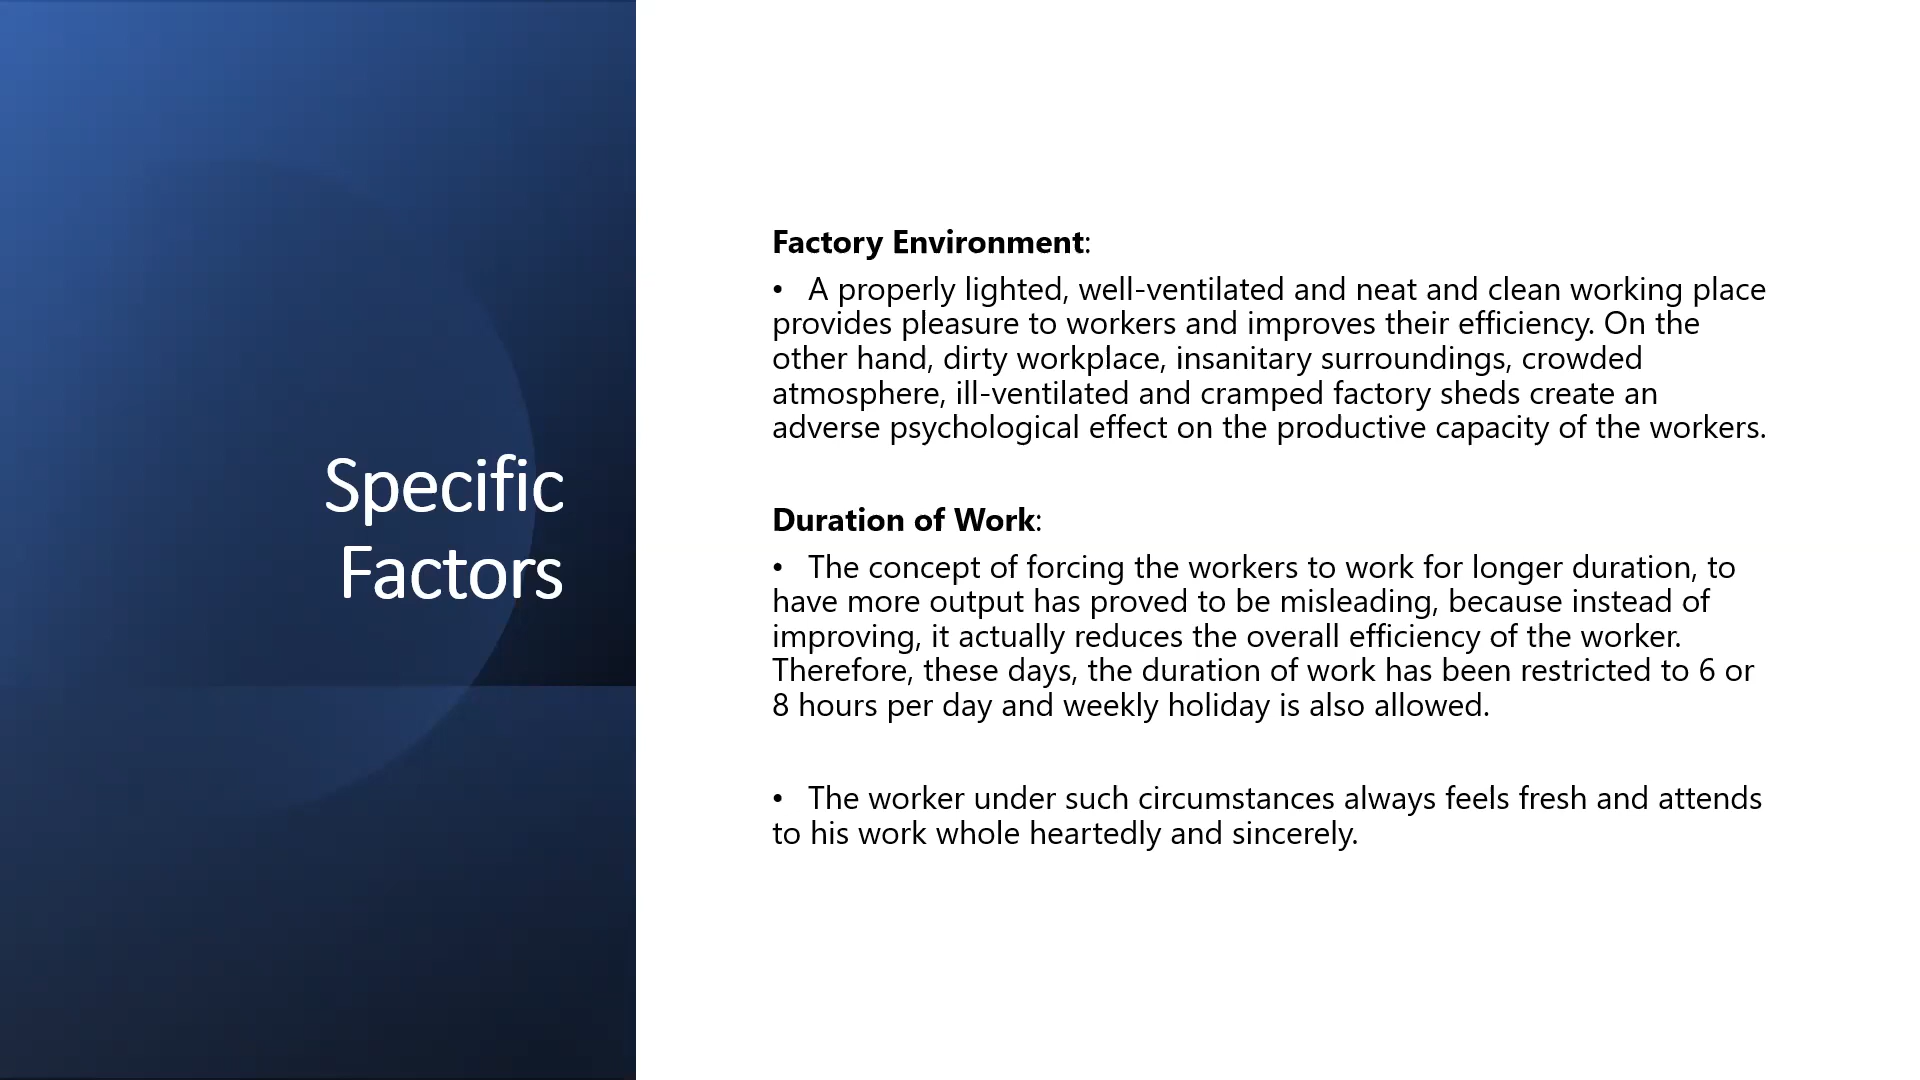 Specific
Factors
Factory Environment:
• A properly lighted, well-ventilated and neat and clean working place
provides pleasure to workers and improves their efficiency. On the
other hand, dirty workplace, insanitary surroundings, crowded
atmosphere, ill-ventilated and cramped factory sheds create an
adverse psychological effect on the productive capacity of the workers.
Duration of Work:
• The concept of forcing the workers to work for longer duration, to
have more output has proved to be misleading, because instead of
improving, it actually reduces the overall efficiency of the worker.
Therefore, these days, the duration of work has been restricted to 6 or
8 hours per day and weekly holiday is also allowed.
• The worker under such circumstances always feels fresh and attends
to his work whole heartedly and sincerely.